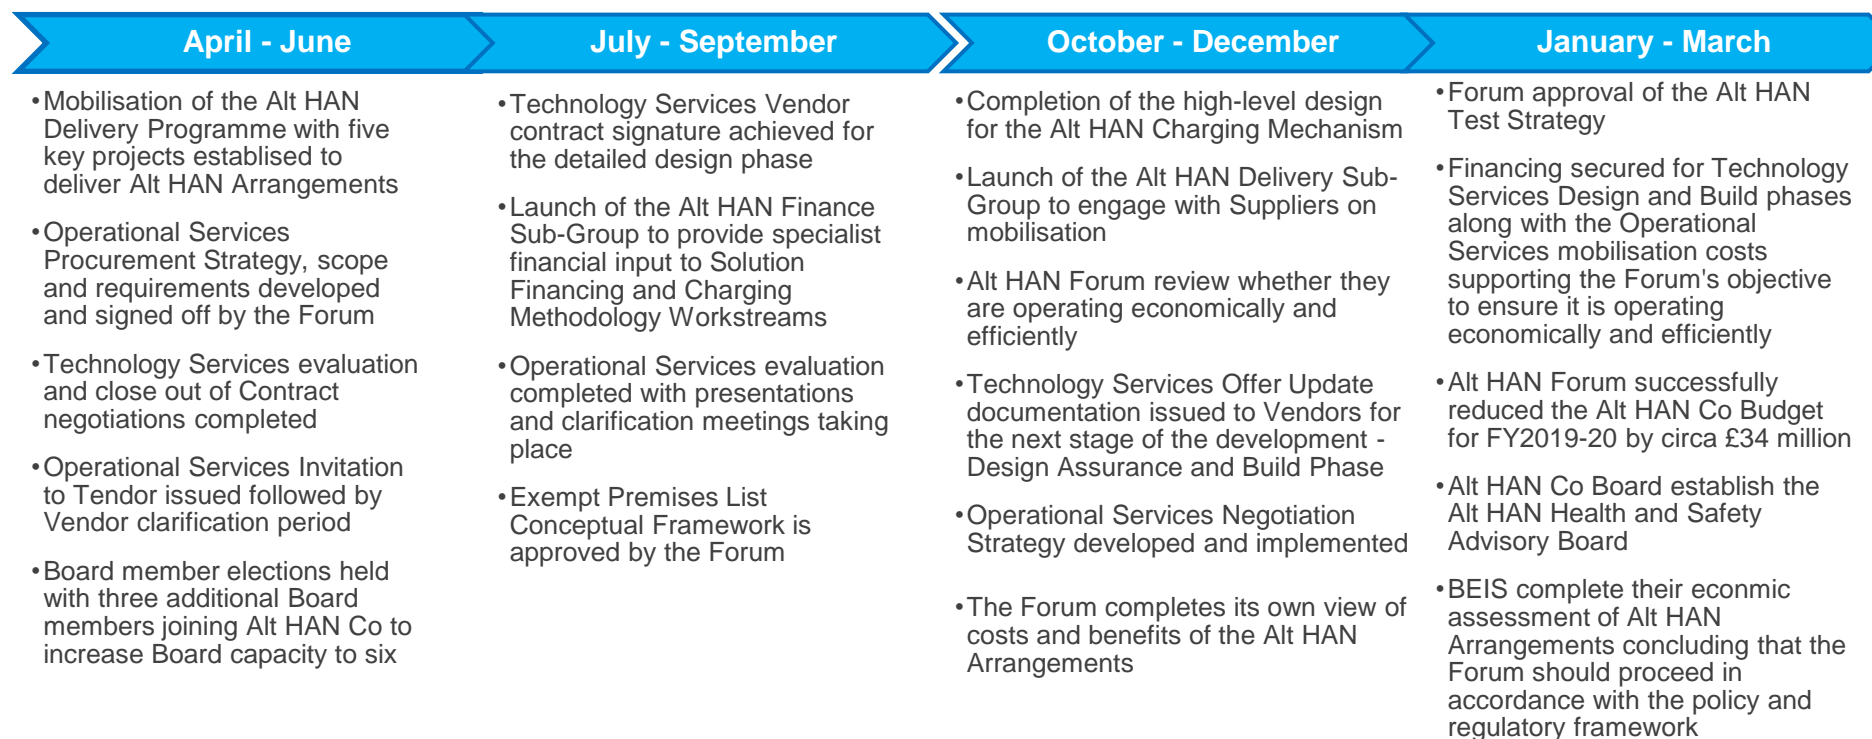 April - June
•Mobilisation of the Alt HAN
Delivery Programme with five
key projects establised to
deliver Alt HAN Arrangements
•Operational Services
Procurement Strategy, scope
and requirements developed
and signed off by the Forum
•Technology Services evaluation
and close out of Contract
negotiations completed
•Operational Services Invitation
to Tendor issued followed by
Vendor clarification period
•Board member elections held
with three additional Board
members joining Alt HAN Co to
increase Board capacity to six
July - September
•Technology Services Vendor
contract signature achieved for
the detailed design phase
•Launch of the Alt HAN Finance
Sub-Group to provide specialist
financial input to Solution
Financing and Charging
Methodology Workstreams
•Operational Services evaluation
completed with presentations
and clarification meetings taking
place
•Exempt Premises List
Conceptual Framework is
approved by the Forum
October - December
•Completion of the high-level design
for the Alt HAN Charging Mechanism
•Launch of the Alt HAN Delivery Sub-
Group to engage with Suppliers on
mobilisation
•Alt HAN Forum review whether they
are operating economically and
efficiently
•Technology Services Offer Update
documentation issued to Vendors for
the next stage of the development -
Design Assurance and Build Phase
•Operational Services Negotiation
Strategy developed and implemented
•The Forum completes its own view of
costs and benefits of the Alt HAN
Arrangements
January - March
•Forum approval of the Alt HAN
Test Strategy
•Financing secured for Technology
Services Design and Build phases
along with the Operational
Services mobilisation costs
supporting the Forum's objective
to ensure it is operating
economically and efficiently
•Alt HAN Forum successfully
reduced the Alt HAN Co Budget
for FY2019-20 by circa £34 million
•Alt HAN Co Board establish the
Alt HAN Health and Safety
Advisory Board
•BEIS complete their econmic
assessment of Alt HAN
Arrangements concluding that the
Forum should proceed in
accordance with the policy and
regulatory framework